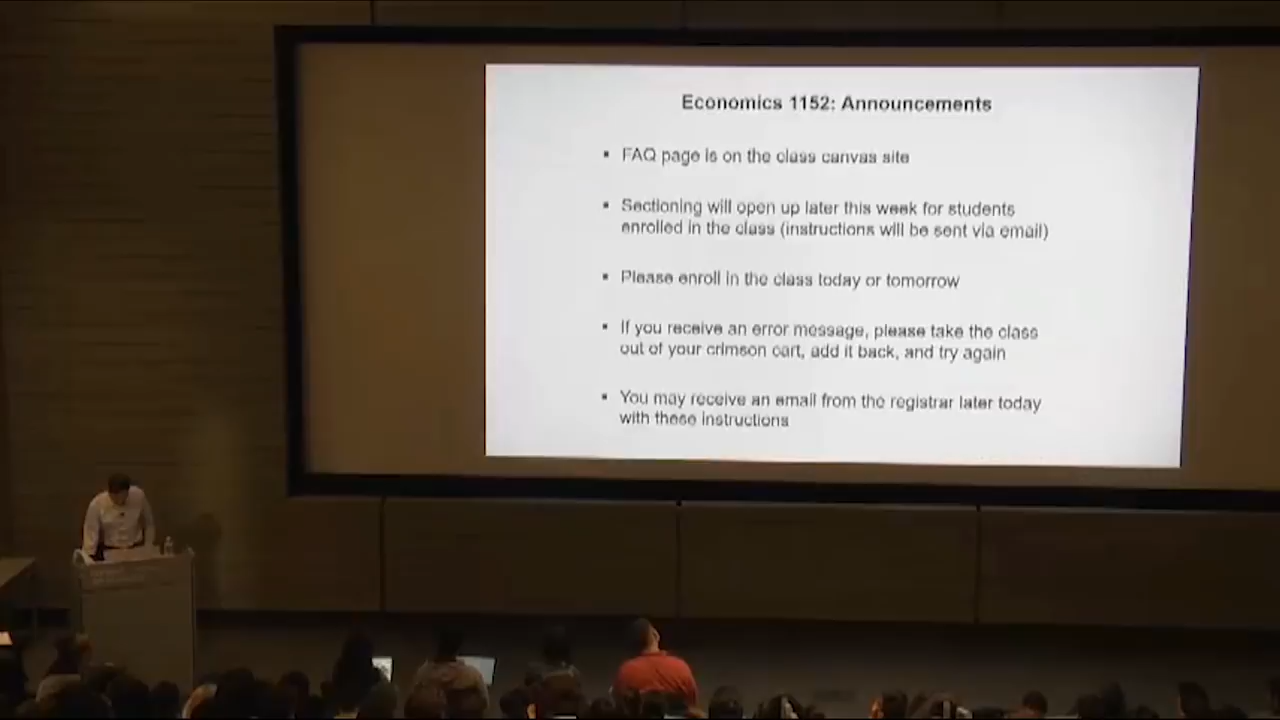 Economics 1152: Announcements
▪ FAQ page is on the class canvas site
▪ Sectioning will open up later this week for students
enrolled in the class (instructions will be sent via email)
▪ Please enroll in the class today or tomorrow
▪ If you receive an error message, please take the class
out of your crimson cart, add it back, and try again
▪ You may receive an email from the registrar later today
with these instructions